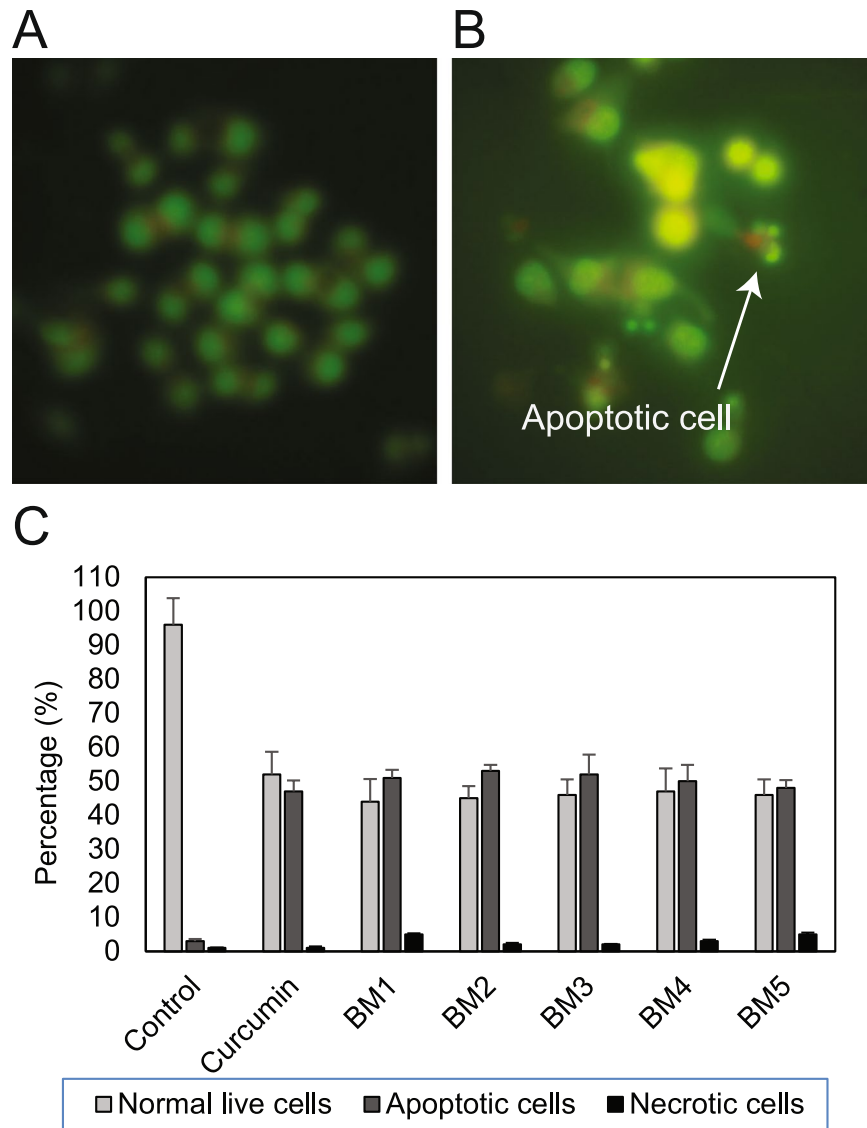 A
B
Apoptotic cell
C
Percentage (%)
110
100
90
80
70
60
50
40
30
20
10
0
Control
Curcumin
BM1
BM2
BM3
BM4
BM5
Normal live cells
Apoptotic cells
Necrotic cells